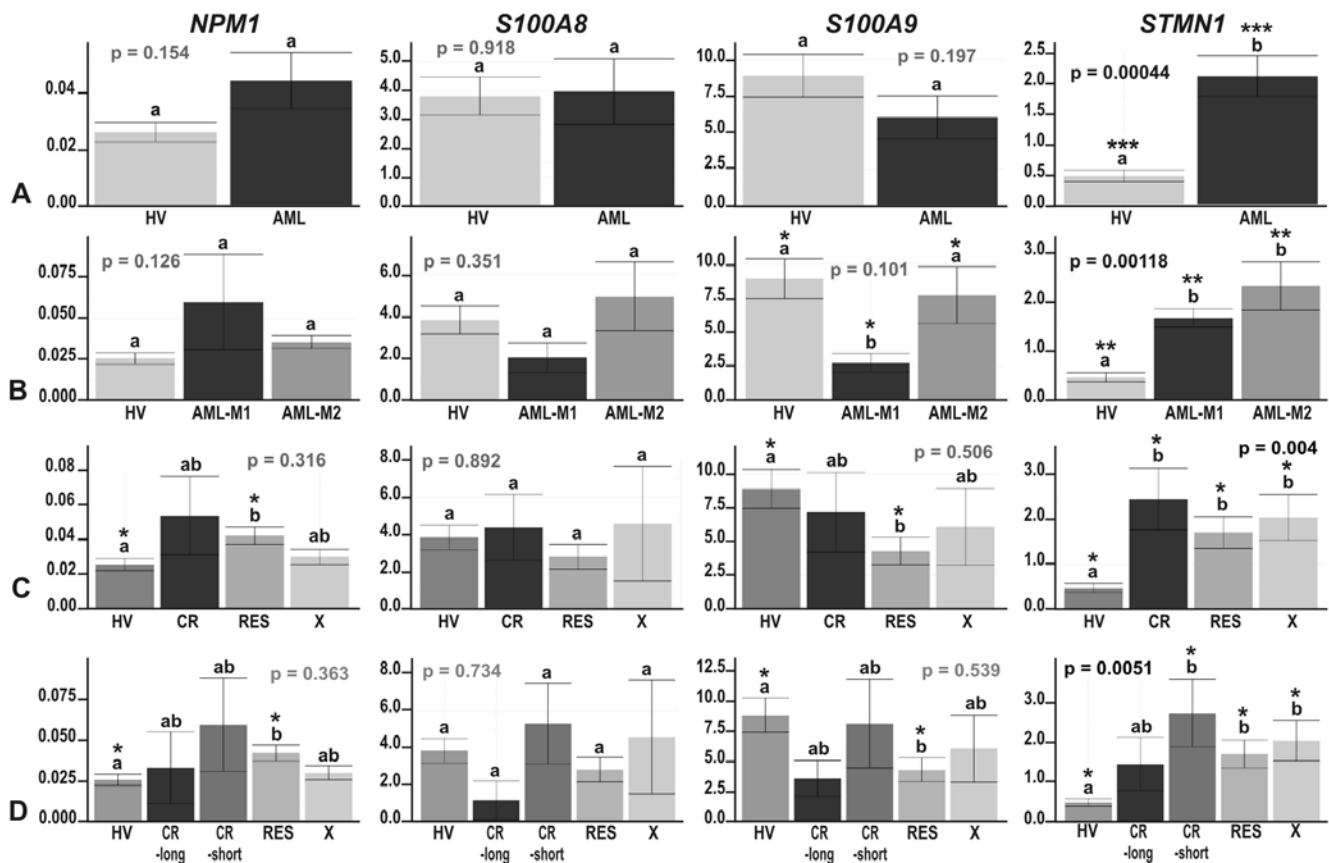 NPM1 S100A8 S100A9 STMN1
A
p = 0.154
a a
0.04
0.02
0.00
HV AML
p = 0.918
a a
5.0
4.0
3.0
2.0
1.0
0.0
HV AML
p = 0.197
a a
10.0
7.5
5.0
2.5
0.0
HV AML
p = 0.00044
*** ***
a b
2.5
2.0
1.5
1.0
0.5
0.0
HV AML
B
p = 0.126
a a a
0.075
0.050
0.025
0.000
HV AML-M1 AML-M2
p = 0.351
a a a
6.0
4.0
2.0
0.0
HV AML-M1 AML-M2
p = 0.101
* * *
a b a
10.0
7.5
5.0
2.5
0.0
HV AML-M1 AML-M2
p = 0.00118
** ** **
a b b
3.0
2.0
1.0
0.0
HV AML-M1 AML-M2
C
p = 0.316
* *
a ab b ab
0.08
0.06
0.04
0.02
0.00
HV CR RES X
p = 0.892
a a a a
8.0
6.0
4.0
2.0
0.0
HV CR RES X
p = 0.506
* *
a ab b ab
10.0
7.5
5.0
2.5
0.0
HV CR RES X
p = 0.004
* * * *
a b b b
3.0
2.0
1.0
0.0
HV CR RES X
D
p = 0.363
* *
a ab ab b ab
0.075
0.050
0.025
0.000
HV CR CR RES X
-long -short
p = 0.734
a a a a a
8.0
6.0
4.0
2.0
0.0
HV CR CR RES X
-long -short
p = 0.539
* *
a ab ab b ab
12.5
10.0
7.5
5.0
2.5
0.0
HV CR CR RES X
-long -short
p = 0.0051
* * * *
a ab b b b
3.0
2.0
1.0
0.0
HV CR CR RES X
-long -short